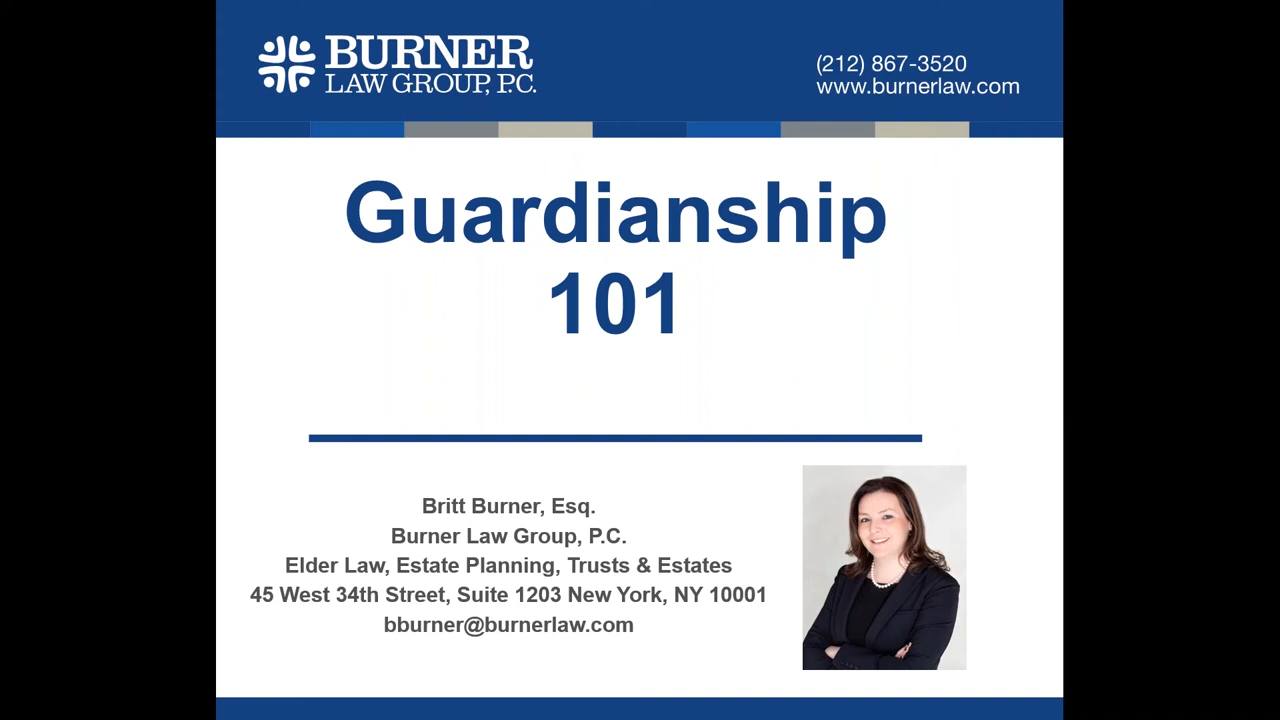 BURNER
LAW GROUP, P.C.
(212) 867-3520
www.burnerlaw.com
Guardianship
101
Britt Burner, Esq.
Burner Law Group, P.C.
Elder Law, Estate Planning, Trusts & Estates
45 West 34th Street, Suite 1203 New York, NY 10001
bburner@burnerlaw.com